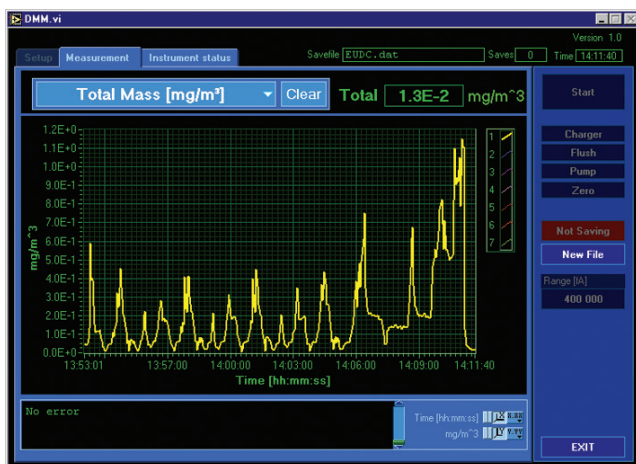 DMM.vi
Version 1.0
Setup Measurement Instrument status
Savefile EUDC.dat Saves 0 Time 14:11:40
Total Mass [mg/m³] Clear Total 1.3E-2 mg/m^3
Start
Charger
Flush
Pump
Zero
Not Saving
New File
Range [fA]
400 000
EXIT
mg/m^3
1.2E+0
1.1E+0
1.0E+0
9.0E-1
8.0E-1
7.0E-1
6.0E-1
5.0E-1
4.0E-1
3.0E-1
2.0E-1
1.0E-1
0.0E+0
13:53:01 13:57:00 14:00:00 14:03:00 14:06:00 14:09:00 14:11:40
Time [hh:mm:ss]
1
2
3
4
5
6
7
No error
Time [hh:mm:ss]
mg/m^3